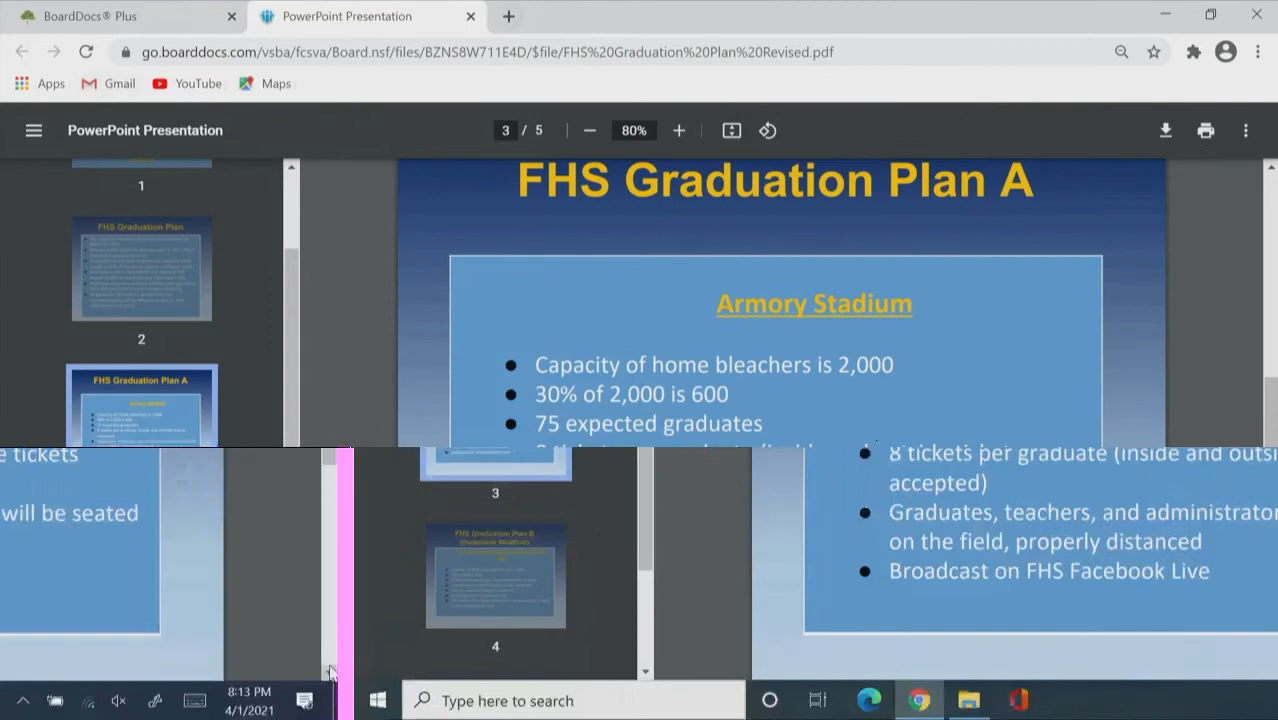 BoardDocs® Plus
PowerPoint Presentation
go.boarddocs.com/vsba/fcsva/Board.nsf/files/BZNS8W711E4D/$file/FHS%20Graduation%20Plan%20Revised.pdf
Apps
Gmail
YouTube
Maps
PowerPoint Presentation
3 / 5
80%
1
FHS Graduation Plan
2
FHS Graduation Plan A
FHS Graduation Plan A
Armory Stadium
Capacity of home bleachers is 2,000
30% of 2,000 is 600
75 expected graduates
e tickets
will be seated
3
FHS Graduation Plan B
4
8 tickets per graduate (inside and outsi
accepted)
Graduates, teachers, and administrator
on the field, properly distanced
Broadcast on FHS Facebook Live
8:13 PM
4/1/2021
Type here to search